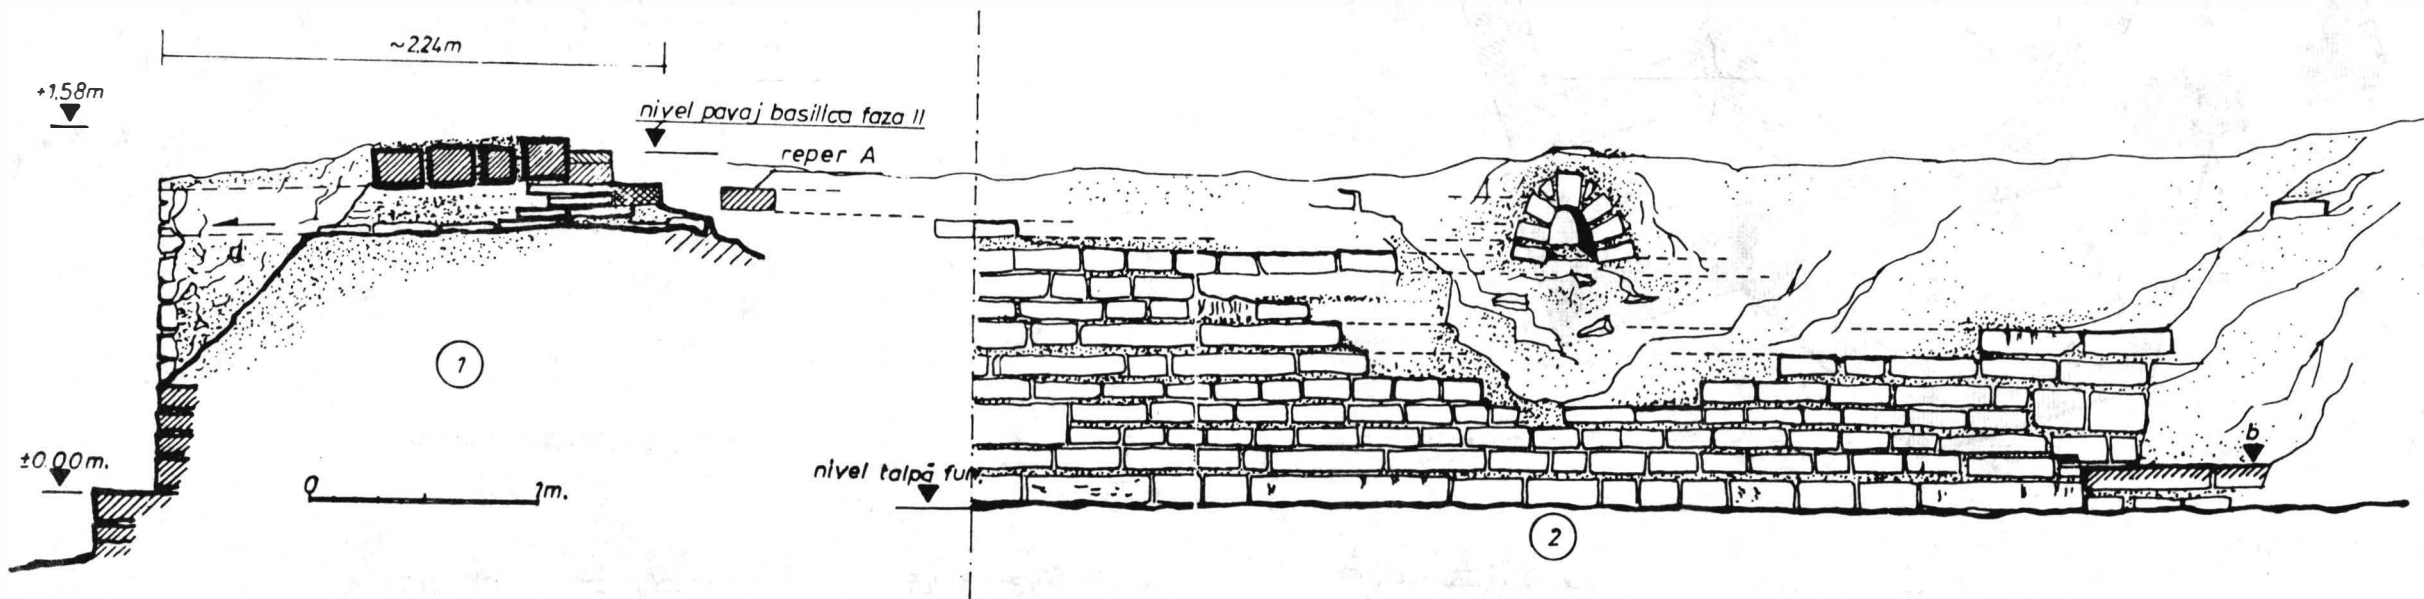 ~2.24m
+1.58m
nivel pavaj basilica faza II
reper A
d
1
±0.00m.
0 1m.
nivel talpă fun.
b
2